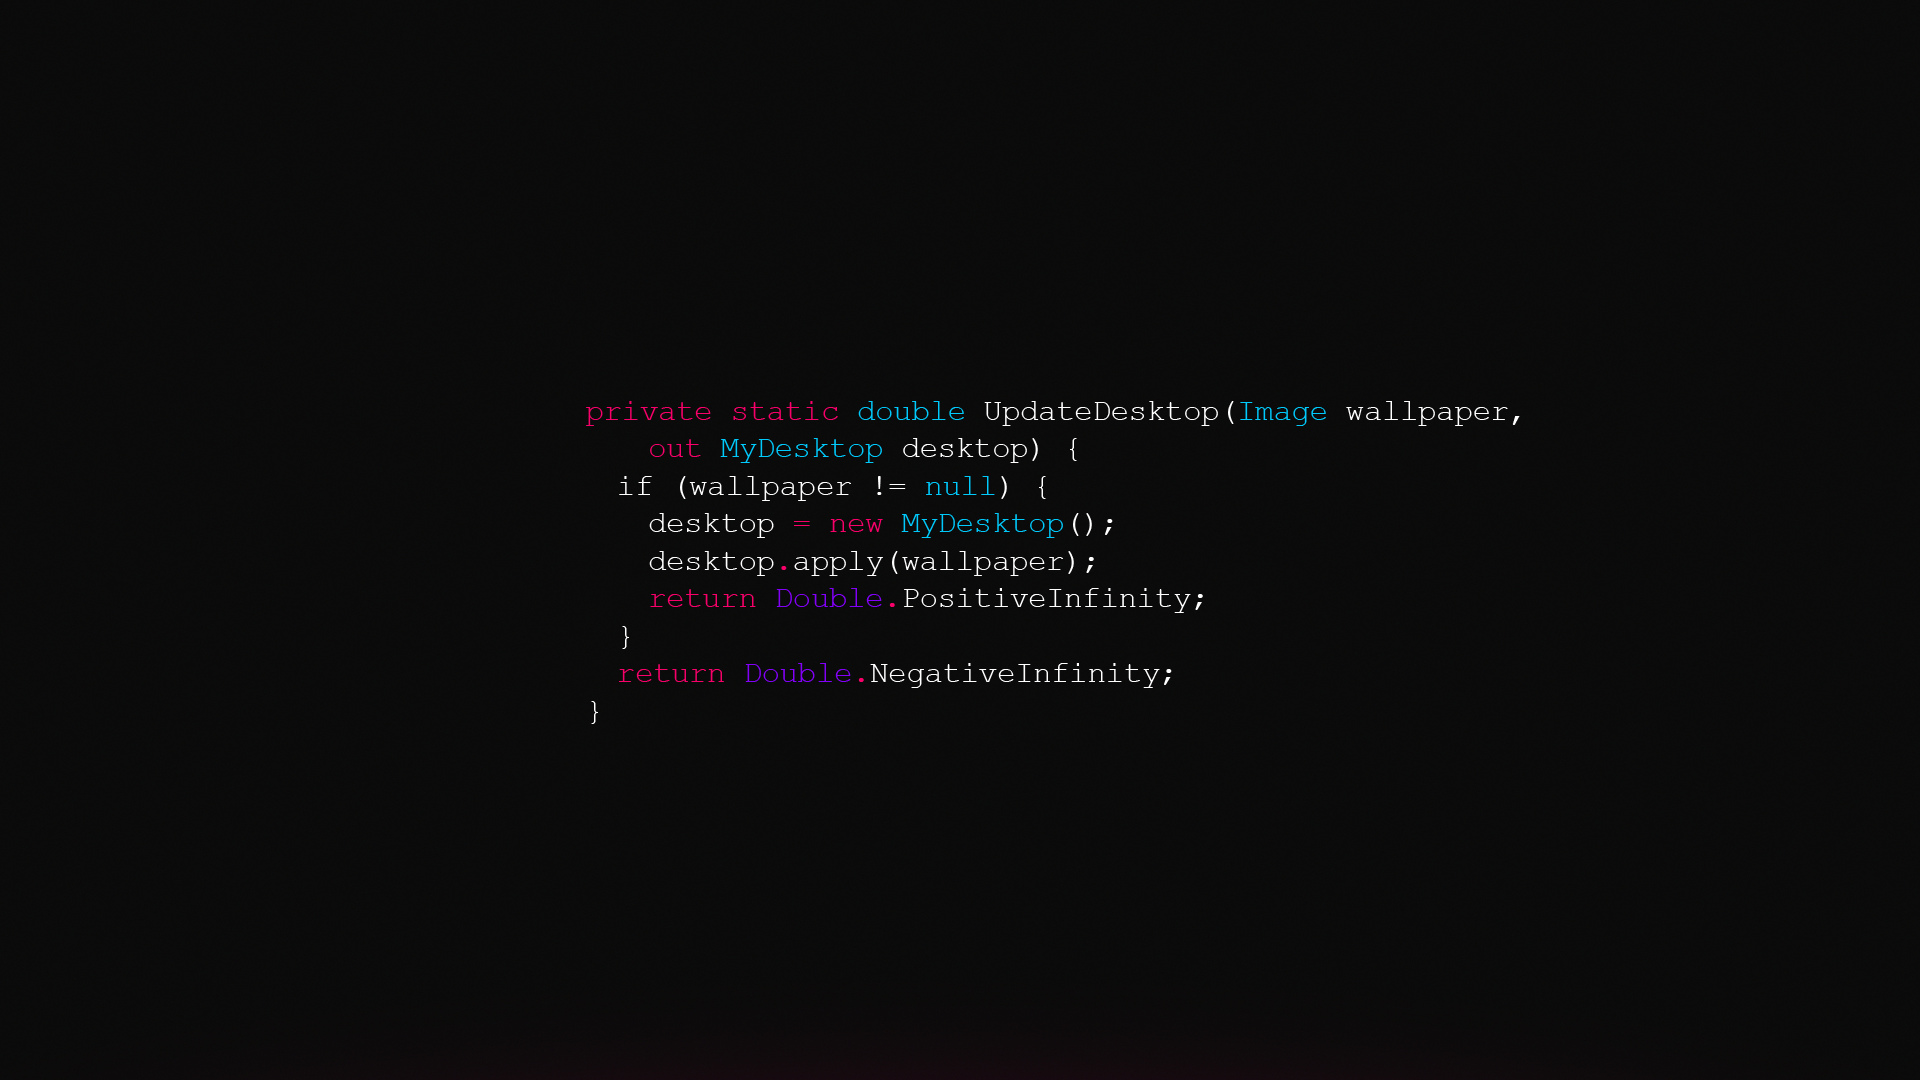 private static double UpdateDesktop(Image wallpaper,
out MyDesktop desktop) {
if (wallpaper != null) {
desktop = new MyDesktop();
desktop.apply(wallpaper);
return Double.PositiveInfinity;
}
return Double.NegativeInfinity;
}